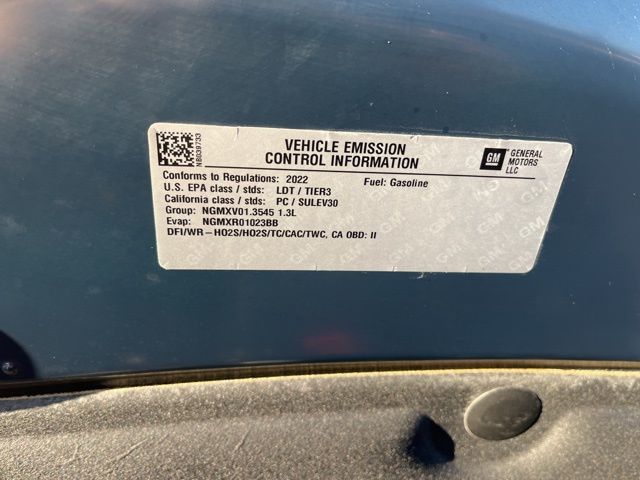 NB039733
VEHICLE EMISSION
CONTROL INFORMATION
GM GENERAL
MOTORS
LLC
Conforms to Regulations: 2022 Fuel: Gasoline
U.S. EPA class / stds: LDT / TIER3
California class / stds: PC / SULEV30
Group: NGMXV01.3545 1.3L
Evap: NGMXR01023BB
DFI/WR-HO2S/HO2S/TC/CAC/TWC, CA OBD: II